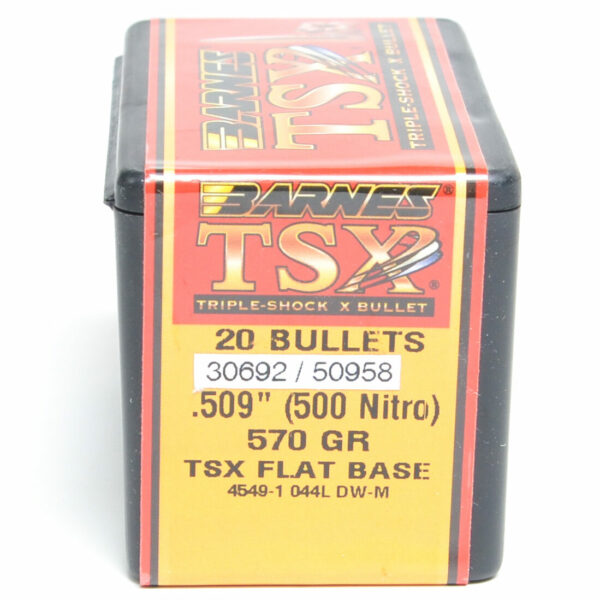 BARNES
TSX
TRIPLE-SHOCK X BULLET
BARNES®
TSX®
TRIPLE-SHOCK X BULLET
20 BULLETS
30692 / 50958
.509" (500 Nitro)
570 GR
TSX FLAT BASE
4549-1 044L DW-M